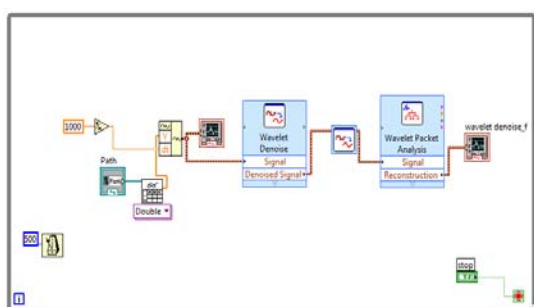 1000
Path
Double
Wavelet
Denoise
Signal
Denoised Signal
Wavelet Packet
Analysis
Signal
Reconstruction
wavelet denoise_f
500
stop
i